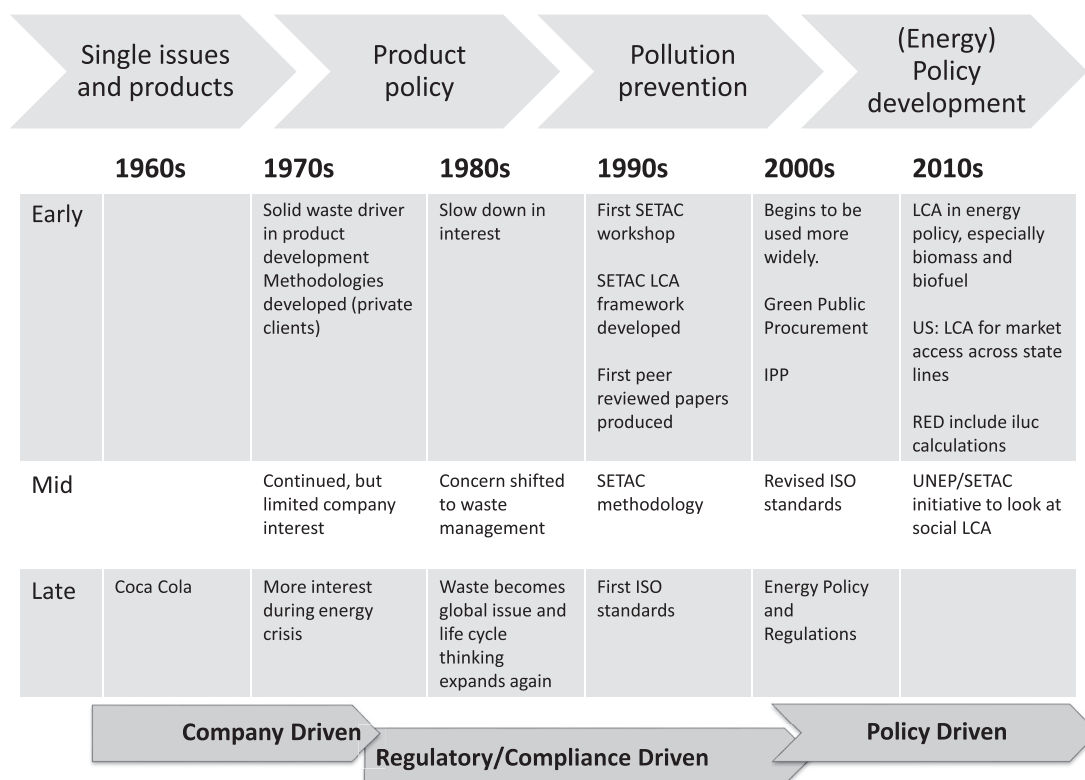 Single issues
and products
Product
policy
Pollution
prevention
(Energy)
Policy
development
1960s
1970s
1980s
1990s
2000s
2010s
Early
Solid waste driver
in product
development
Methodologies
developed (private
clients)
Slow down in
interest
First SETAC
workshop
SETAC LCA
framework
developed
First peer
reviewed papers
produced
Begins to be
used more
widely.
Green Public
Procurement
IPP
LCA in energy
policy, especially
biomass and
biofuel
US: LCA for market
access across state
lines
RED include iluc
calculations
Mid
Continued, but
limited company
interest
Concern shifted
to waste
management
SETAC
methodology
Revised ISO
standards
UNEP/SETAC
initiative to look at
social LCA
Late
Coca Cola
More interest
during energy
crisis
Waste becomes
global issue and
life cycle
thinking
expands again
First ISO
standards
Energy Policy
and
Regulations
Company Driven
Regulatory/Compliance Driven
Policy Driven